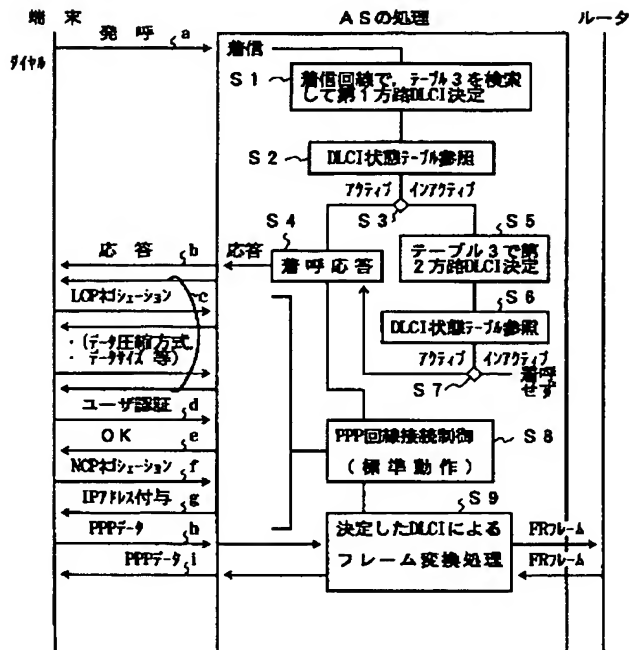 端末
ASの処理
ルータ
発呼 a
ダイヤル
着信
S1
着信回線で，テーブル3を検索
して第1方路DLCI決定
S2
DLCI状態テーブル参照
アクティブ
インアクティブ
S3
S4
S5
応答 b
応答
着呼応答
テーブル3で第
2方路DLCI決定
LCPネゴシェーション c
S6
DLCI状態テーブル参照
・(データ圧縮方式
・データサイズ 等)
アクティブ
インアクティブ
S7
着呼
せず
ユーザ認証 d
OK e
PPP回線接続制御
(標準動作)
S8
NCPネゴシェーション f
IPアドレス付与 g
S9
PPPデータ h
決定したDLCIによる
フレーム変換処理
FRフレーム
PPPデータ i
FRフレーム